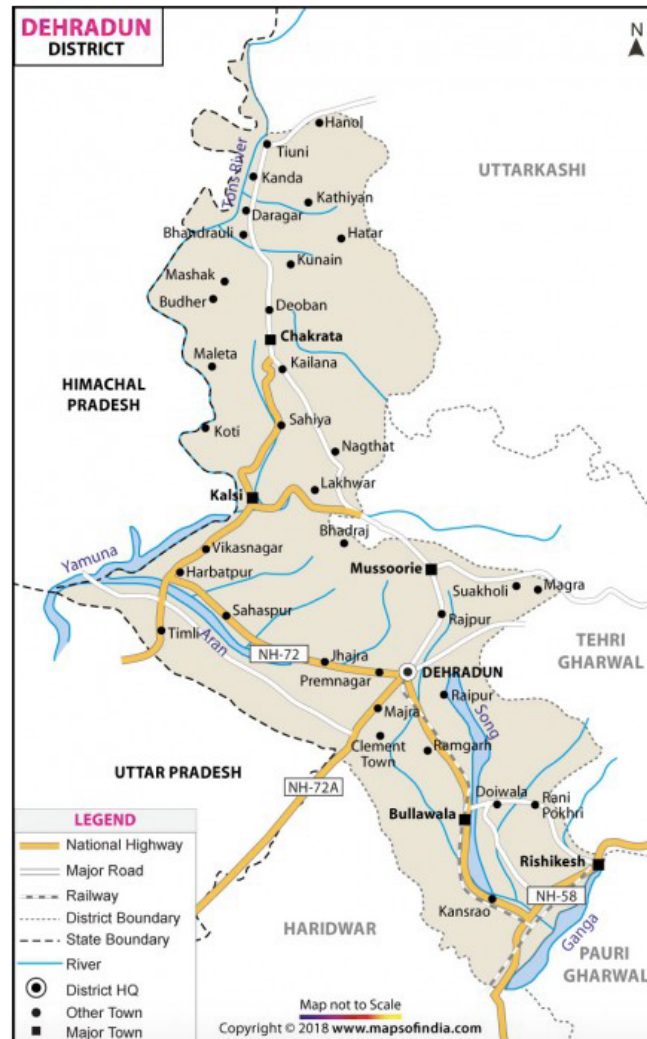 DEHRADUN
DISTRICT
N
Hanol
Tiuni
Tons River
UTTARKASHI
Kanda
Kathiyan
Daragar
Bhandrauli
Hatar
Kunain
Mashak
Budher
Deoban
Chakrata
Maleta
Kailana
HIMACHAL
PRADESH
Sahiya
Koti
Nagthat
Lakhwar
Kalsi
Bhadraj
Yamuna
Vikasnagar
Harbatpur
Mussoorie
Suakholi
Magra
Sahaspur
Rajpur
Timli
Aran
TEHRI
GHARWAL
NH-72
Jhajra
Premnagar
DEHRADUN
Raipur
Song
Majra
Clement
Town
Ramgarh
UTTAR PRADESH
NH-72A
Doiwala
Rani
Pokhri
Bullawala
Rishikesh
NH-58
Kansrao
Ganga
HARIDWAR
PAURI
GHARWAL
LEGEND
National Highway
Major Road
Railway
District Boundary
State Boundary
River
District HQ
Other Town
Major Town
Map not to Scale
Copyright © 2018 www.mapsofindia.com